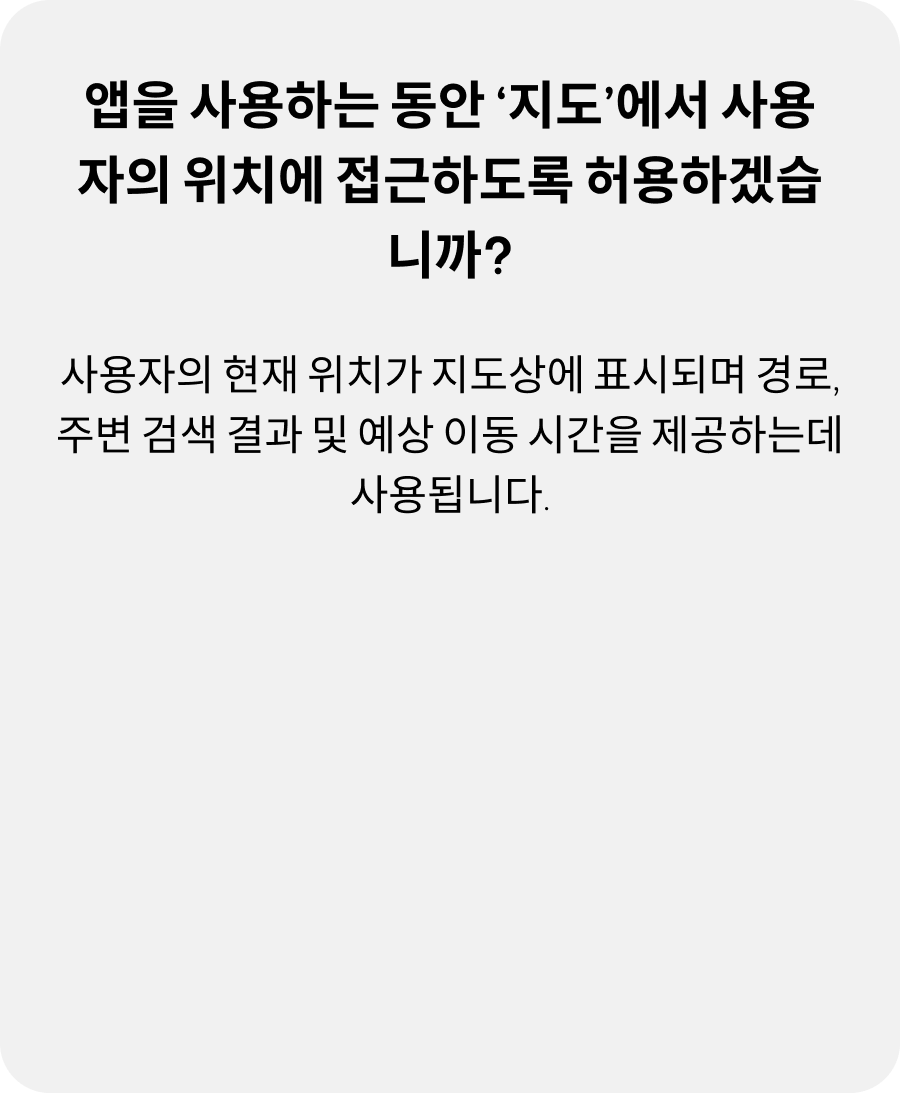 앱을 사용하는 동안 ‘지도’에서 사용
자의 위치에 접근하도록 허용하겠습
니까?
사용자의 현재 위치가 지도상에 표시되며 경로,
주변 검색 결과 및 예상 이동 시간을 제공하는데
사용됩니다.